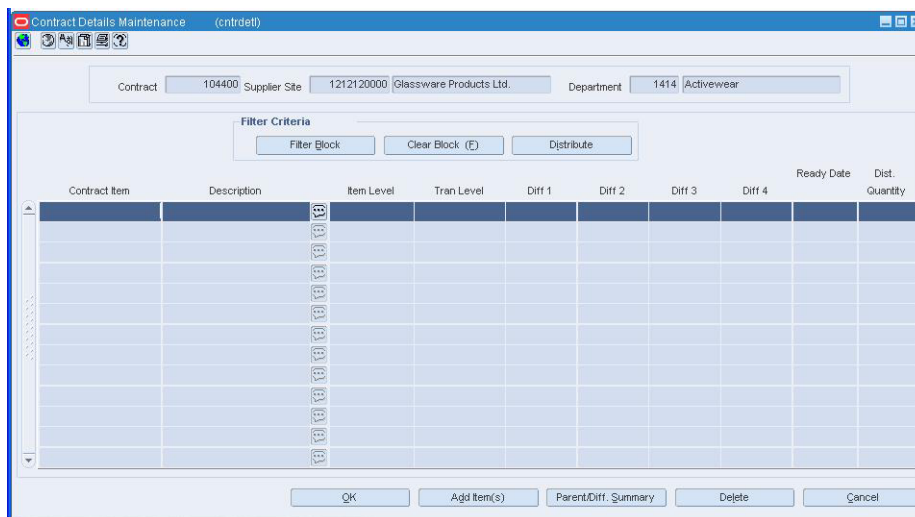 Contract Details Maintenance (cntrdetl)
Contract 104400 Supplier Site 1212120000 Glassware Products Ltd. Department 1414 Activewear
Filter Criteria
Filter Block Clear Block (F) Distribute
Ready Date Dist.
Contract Item Description Item Level Tran Level Diff 1 Diff 2 Diff 3 Diff 4 Quantity
OK Add Item(s) Parent/Diff. Summary Delete Cancel